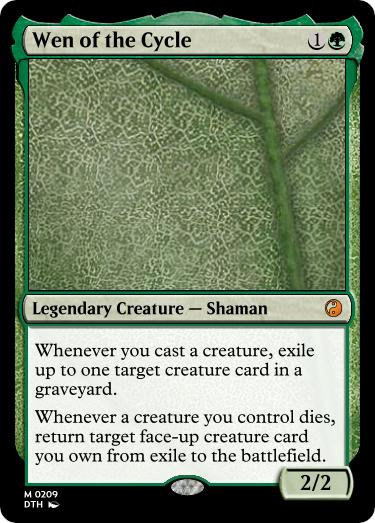 Wen of the Cycle 1
Legendary Creature — Shaman
Whenever you cast a creature, exile
up to one target creature card in a
graveyard.
Whenever a creature you control dies,
return target face-up creature card
you own from exile to the battlefield.
2/2
M 0209
DTH